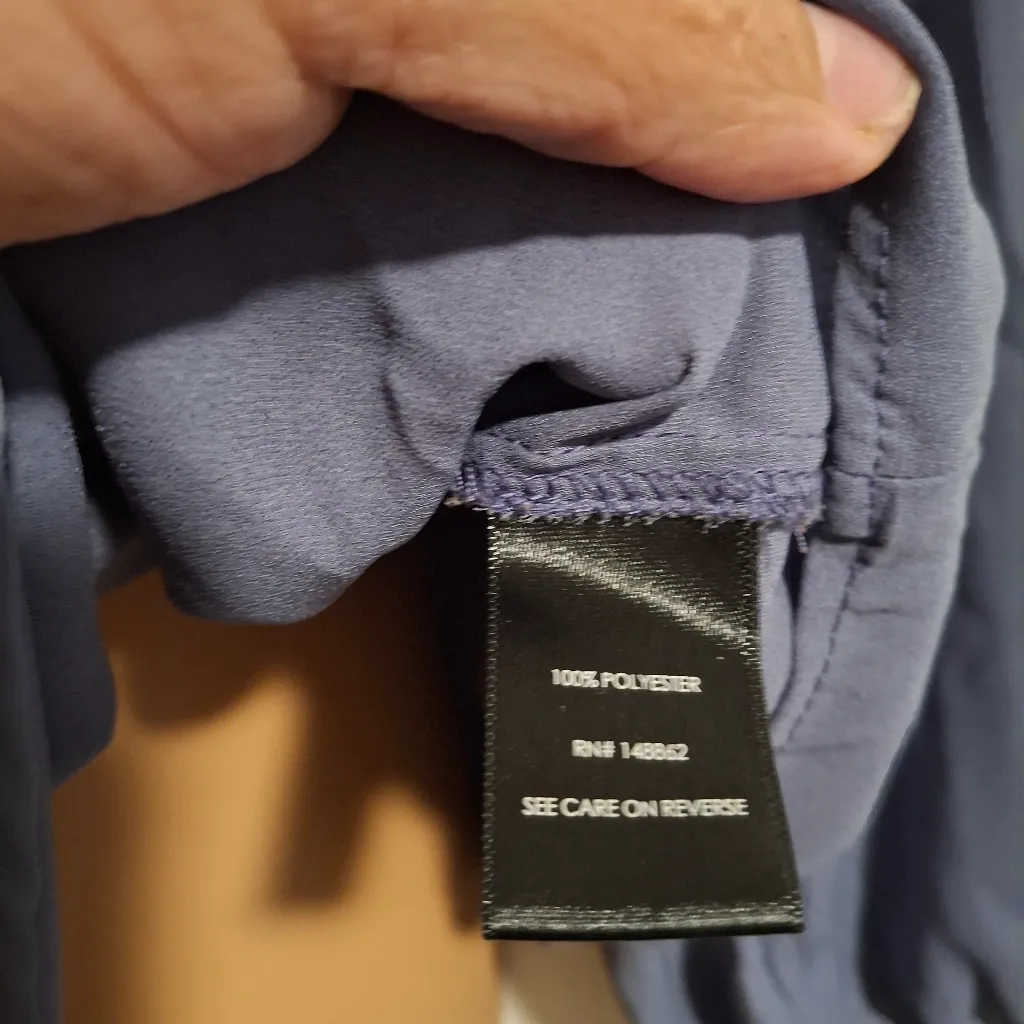 100% POLYESTER
RN# 148862
SEE CARE ON REVERSE